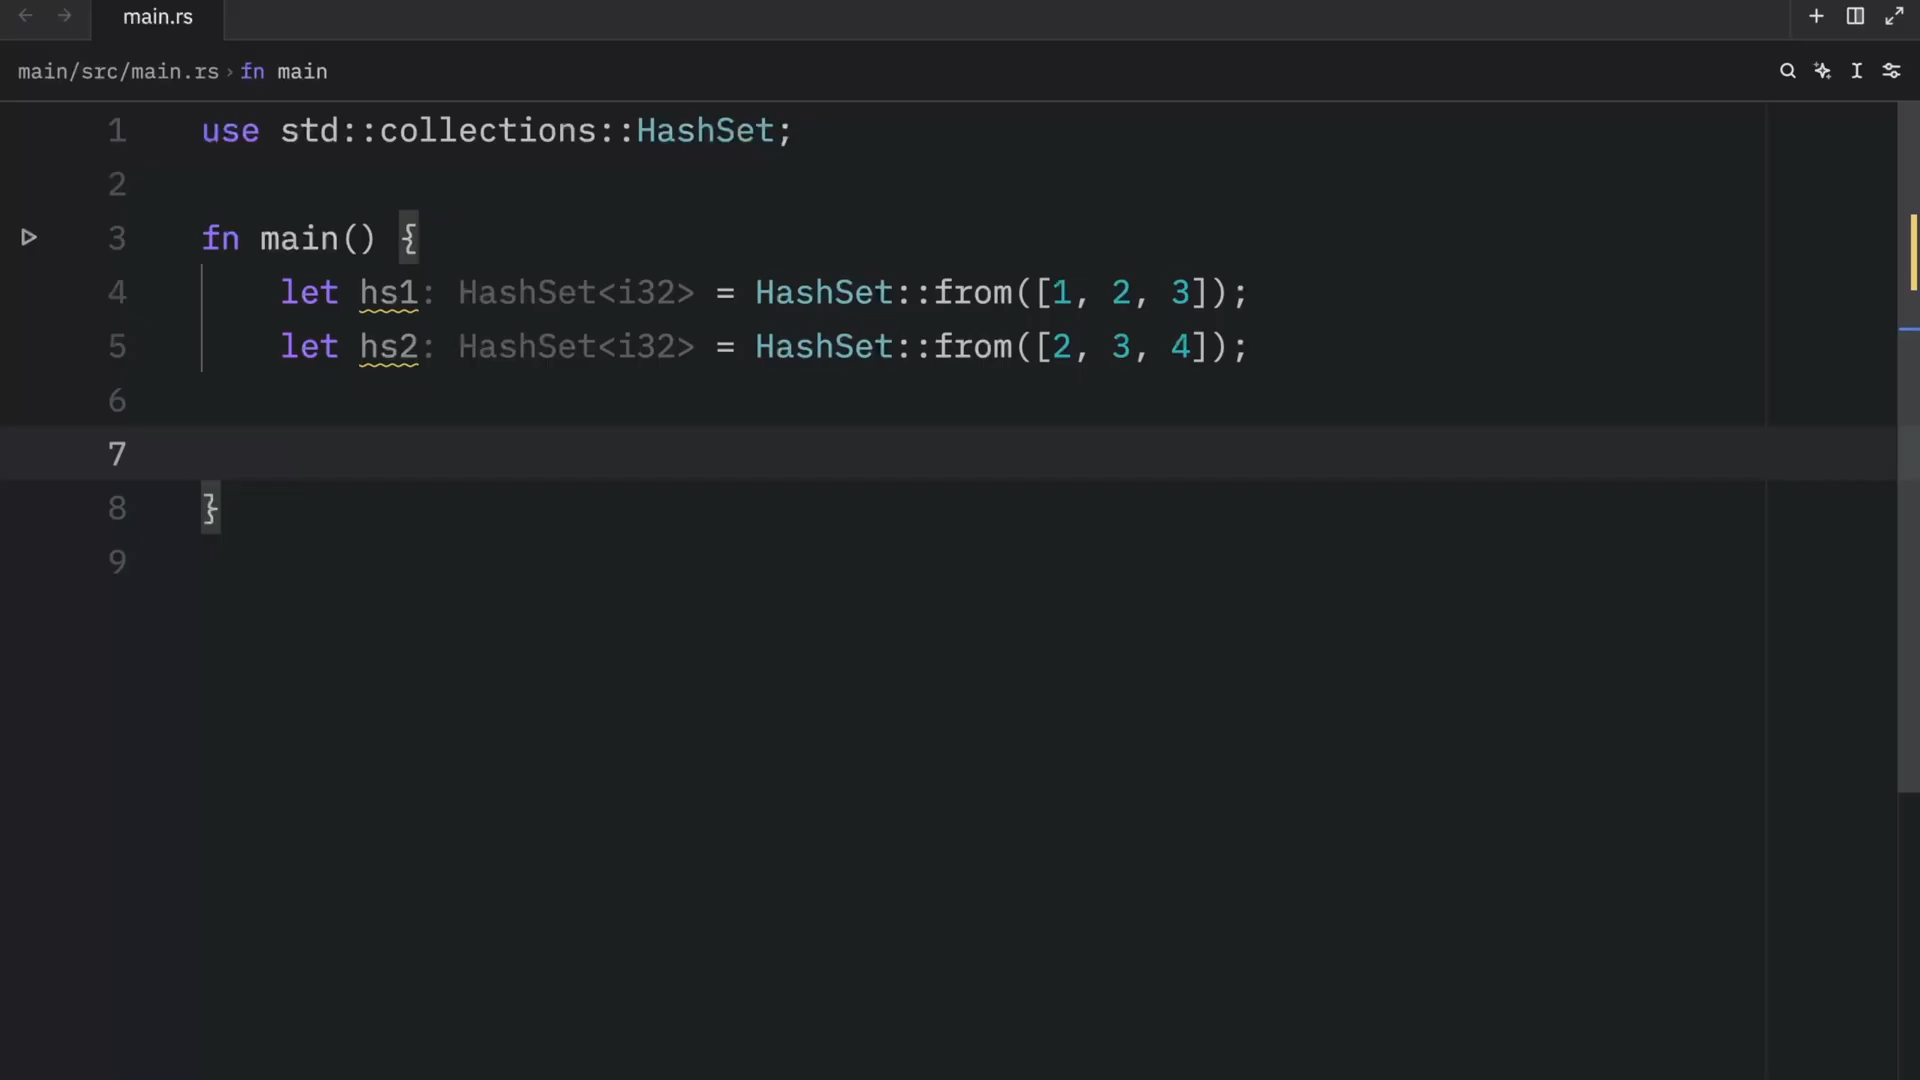 main.rs
main/src/main.rs › fn main
1 use std::collections::HashSet;
2
3 fn main() {
4     let hs1: HashSet<i32> = HashSet::from([1, 2, 3]);
5     let hs2: HashSet<i32> = HashSet::from([2, 3, 4]);
6
7
8 }
9